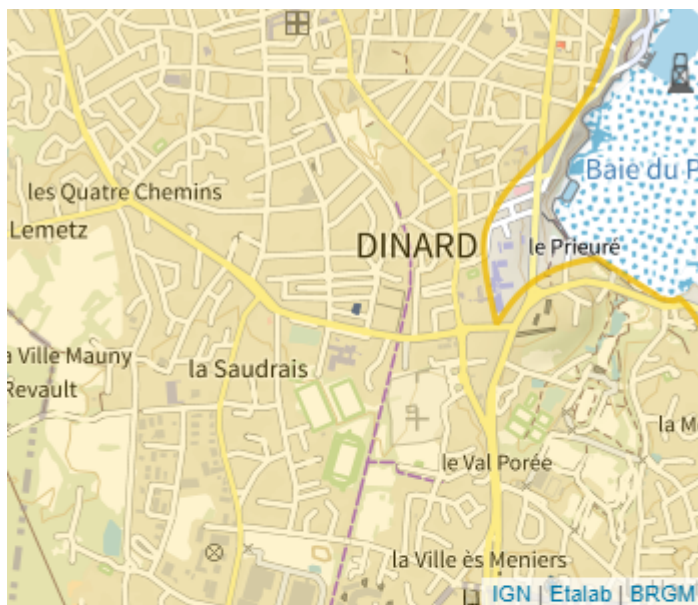 Baie du P
les Quatre Chemins
Lemetz
DINARD
le Prieuré
Ville Mauny
la Saudrais
Revault
la M
le Val Porée
la Ville ès Meniers
IGN | Etalab | BRGM